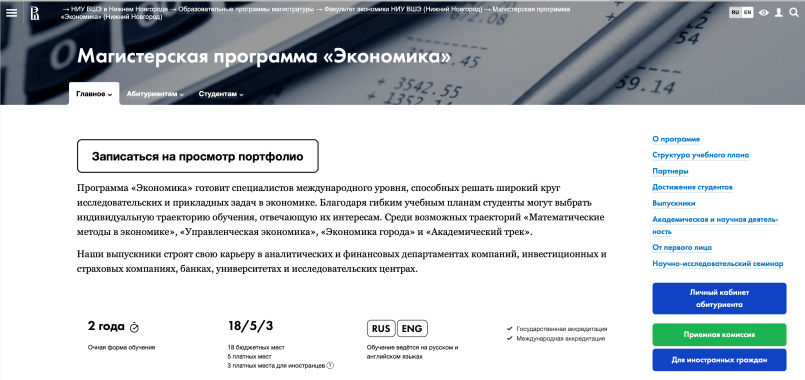 → НИУ ВШЭ в Нижнем Новгороде → Образовательные программы магистратуры → Факультет экономики НИУ ВШЭ (Нижний Новгород) → Магистерская программа
«Экономика» (Нижний Новгород)
RU EN
Магистерская программа «Экономика»
+ 3542.55
+ 1352.14
Главное
Абитуриентам
Студентам
Записаться на просмотр портфолио
Программа «Экономика» готовит специалистов международного уровня, способных решать широкий круг
исследовательских и прикладных задач в экономике. Благодаря гибким учебным планам студенты могут выбрать
индивидуальную траекторию обучения, отвечающую их интересам. Среди возможных траекторий «Математические
методы в экономике», «Управленческая экономика», «Экономика города» и «Академический трек».
Наши выпускники строят свою карьеру в аналитических и финансовых департаментах компаний, инвестиционных и
страховых компаниях, банках, университетах и исследовательских центрах.
2 года
Очная форма обучения
18/5/3
18 бюджетных мест
5 платных мест
3 платных места для иностранцев ?
RUS ENG
Обучение ведётся на русском и
английском языках
Государственная аккредитация
Международная аккредитация
О программе
Структура учебного плана
Партнеры
Достижения студентов
Выпускники
Академическая и научная деятель-
ность
От первого лица
Научно-исследовательский семинар
Личный кабинет
абитуриента
Приемная комиссия
Для иностранных граждан